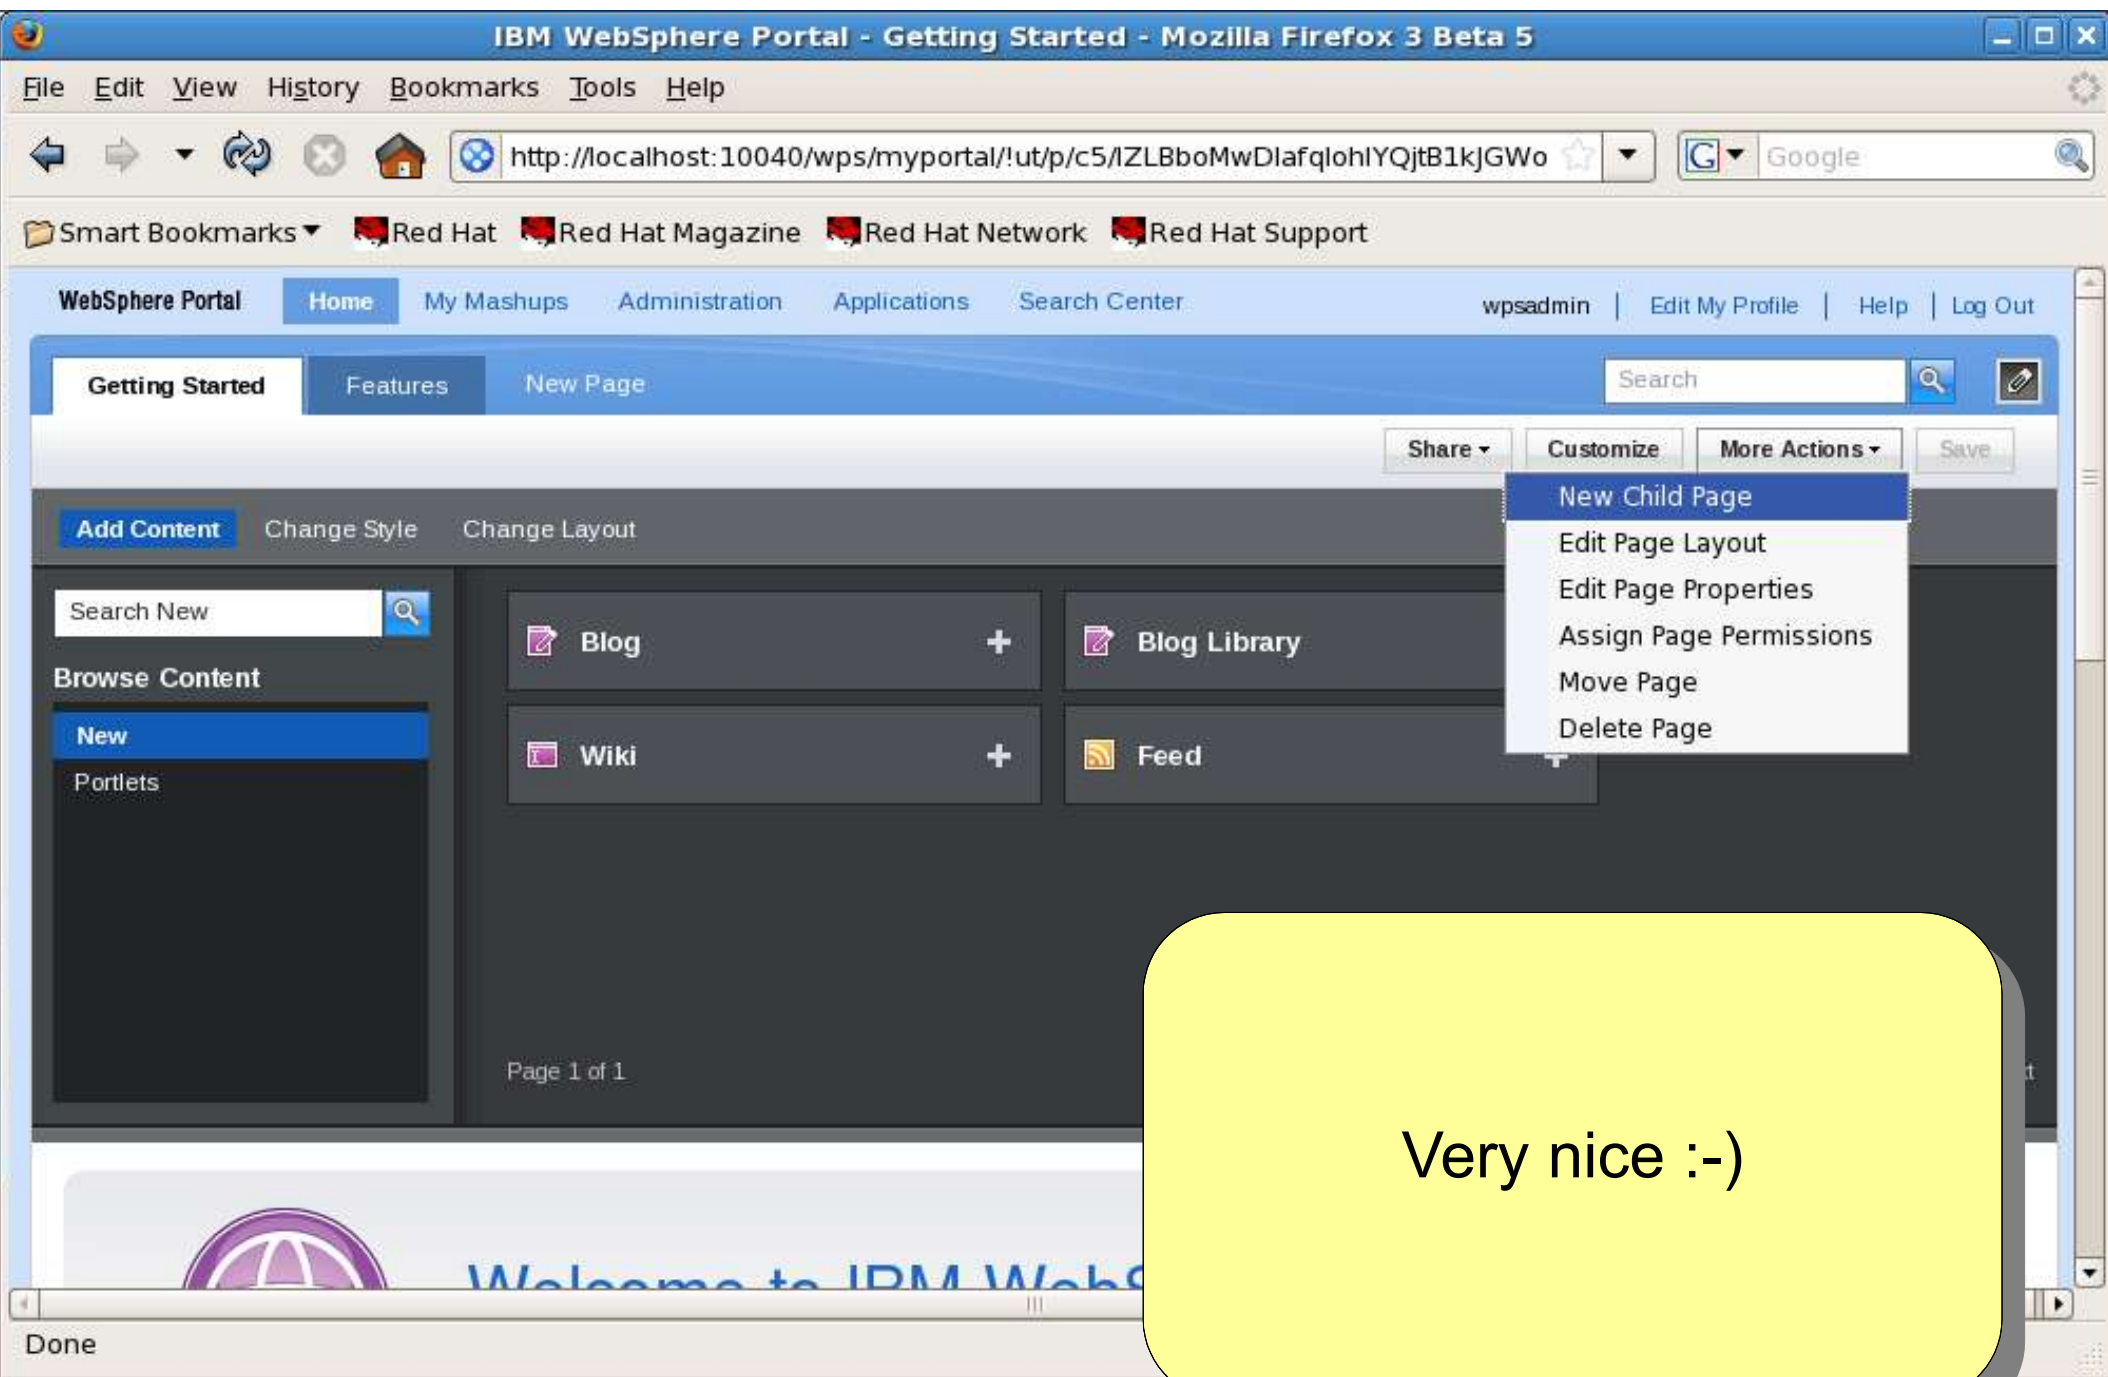 IBM WebSphere Portal - Getting Started - Mozilla Firefox 3 Beta 5
File Edit View History Bookmarks Tools Help
http://localhost:10040/wps/myportal/!ut/p/c5/lZLBboMwDIafqIohIYQjtB1kJGWo G Google
Smart Bookmarks Red Hat Red Hat Magazine Red Hat Network Red Hat Support
WebSphere Portal Home My Mashups Administration Applications Search Center wpsadmin | Edit My Profile | Help | Log Out
Getting Started Features New Page Search
Share Customize More Actions Save
New Child Page
Add Content Change Style Change Layout
Edit Page Layout
Edit Page Properties
Search New
Blog + Blog Library
Assign Page Permissions
Browse Content
Move Page
New
Delete Page
Wiki + Feed +
Portlets
Page 1 of 1
Very nice :-)
Welcome to IBM WebS
Done